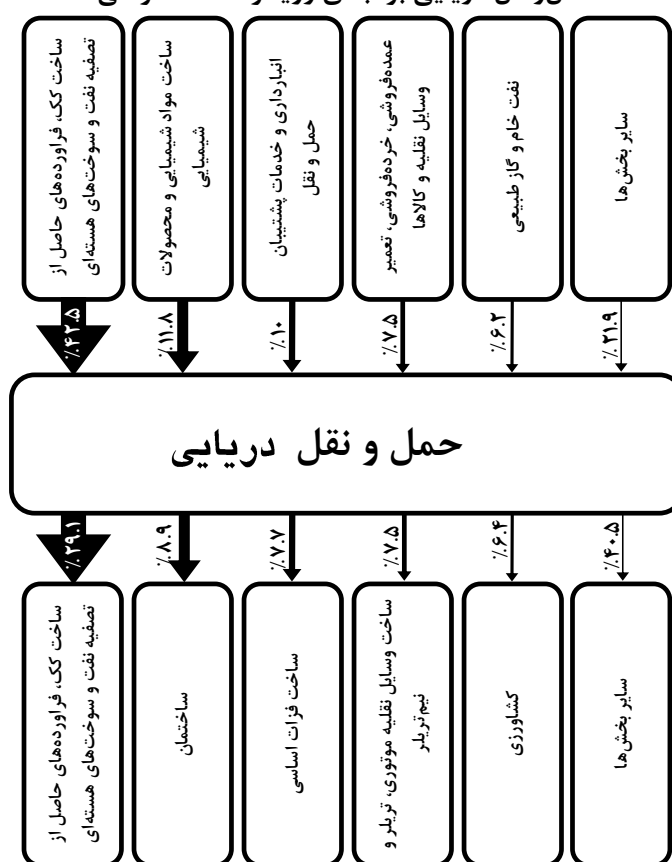 ساخت کک، فراورده‌های حاصل از
تصفیه نفت و سوخت‌های هسته‌ای
ساخت مواد شیمیایی و محصولات
شیمیایی
انبارداری و خدمات پشتیبان
حمل و نقل
عمده‌فروشی، خرده‌فروشی، تعمیر
وسایل نقلیه و کالاها
نفت خام و گاز طبیعی
سایر بخش‌ها
٪۴۲.۵
٪۱۱.۸
٪۱۰
٪۷.۵
٪۶.۲
٪۲۱.۹
حمل و نقل دریایی
٪۲۹.۱
٪۸.۹
٪۷.۷
٪۷.۵
٪۶.۴
٪۴۰.۵
ساخت کک، فراورده‌های حاصل از
تصفیه نفت و سوخت‌های هسته‌ای
ساختمان
ساخت فزات اساسی
ساخت وسایل نقلیه موتوری، تریلر و
نیم‌تریلر
کشاورزی
سایر بخش‌ها